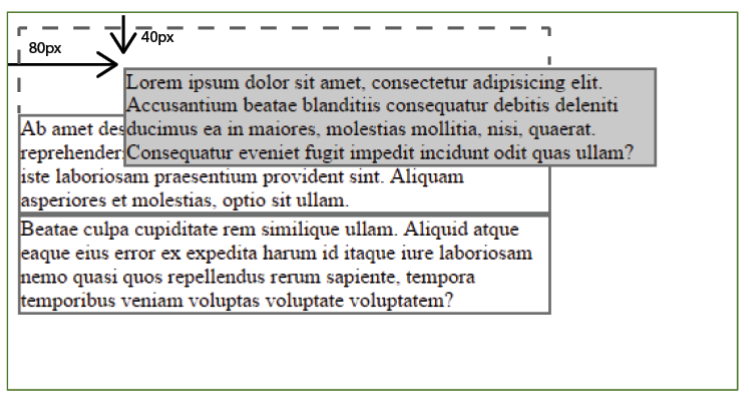 40px
80px
Lorem ipsum dolor sit amet, consectetur adipisicing elit.
Accusantium beatae blanditiis consequatur debitis deleniti
ducimus ea in maiores, molestias mollitia, nisi, quaerat.
Consequatur eveniet fugit impedit incidunt odit quas ullam?
Ab amet des
reprehender
iste laboriosam praesentium provident sint. Aliquam
asperiores et molestias, optio sit ullam.
Beatae culpa cupiditate rem similique ullam. Aliquid atque
eaque eius error ex expedita harum id itaque iure laboriosam
nemo quasi quos repellendus rerum sapiente, tempora
temporibus veniam voluptas voluptate voluptatem?